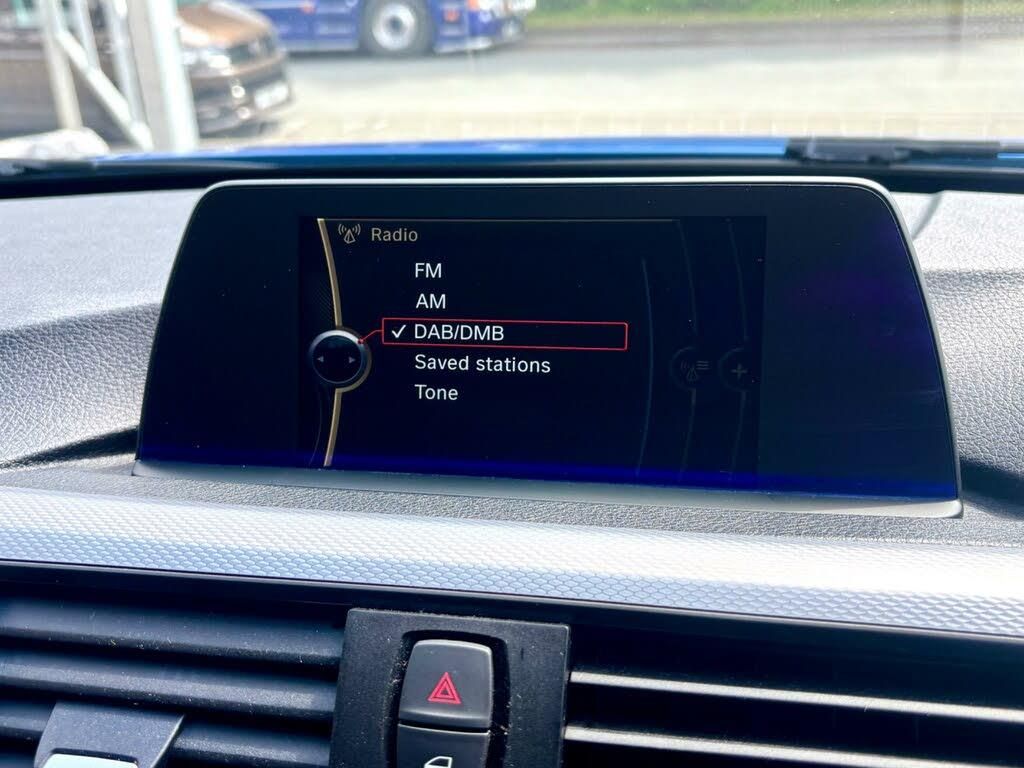 Radio
FM
AM
✓ DAB/DMB
Saved stations
Tone